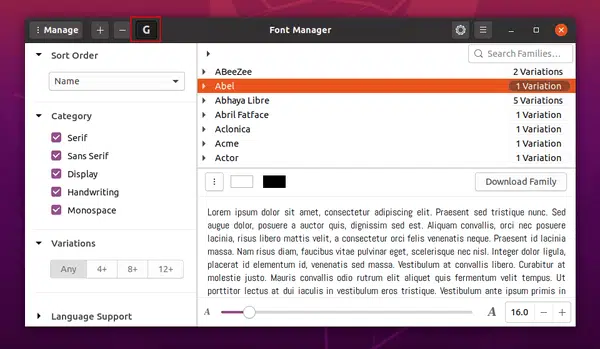 Manage
G
Font Manager
Search Families...
Sort Order
Name
Category
Serif
Sans Serif
Display
Handwriting
Monospace
Variations
Any 4+ 8+ 12+
Language Support
ABeeZee 2 Variations
Abel 1 Variation
Abhaya Libre 5 Variations
Abril Fatface 1 Variation
Aclonica 1 Variation
Acme 1 Variation
Actor 1 Variation
Download Family
Lorem ipsum dolor sit amet, consectetur adipiscing elit. Praesent sed tristique nunc. Sed
augue dolor, posuere a auctor quis, dignissim sed est. Aliquam convallis, orci nec posuere
lacinia, risus libero mattis velit, a consectetur orci felis venenatis neque. Praesent id lacinia
massa. Nam risus diam, faucibus vitae pulvinar eget, scelerisque nec nisl. Integer dolor ligula,
placerat id elementum id, venenatis sed massa. Vestibulum at convallis libero. Curabitur at
molestie justo. Mauris convallis odio rutrum elit aliquet quis fermentum velit tempus. Ut
porttitor lectus at dui iaculis in vestibulum eros tristique. Vestibulum ante ipsum primis in
A A 16.0 − +